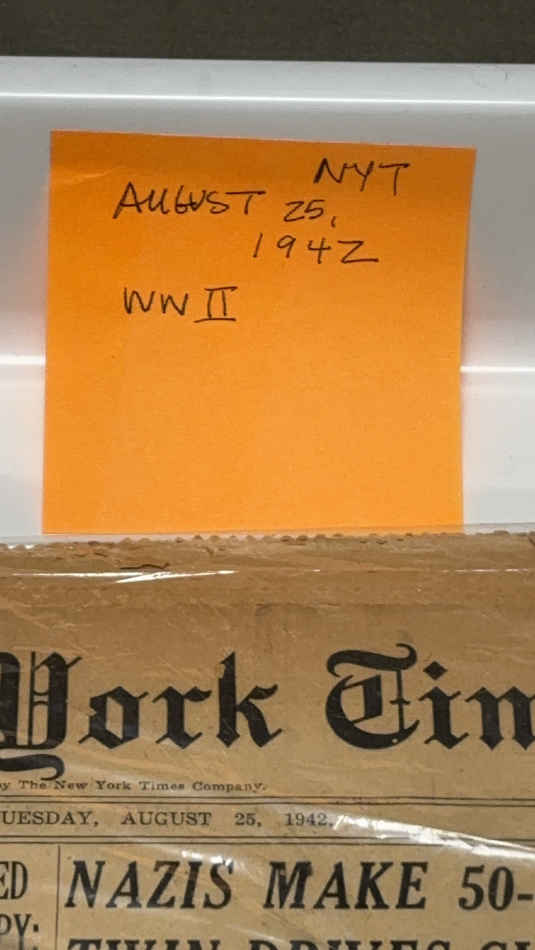 NYT
AUGUST 25,
1942
WW II
York Tim
y The New York Times Company.
UESDAY, AUGUST 25, 1942.
ED
NAZIS MAKE 50-